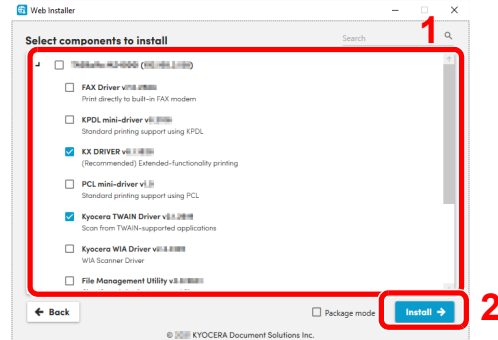 Web Installer
1
Select components to install
Search
FAX Driver
Print directly to built-in FAX modem
KPDL mini-driver
Standard printing support using KPDL
KX DRIVER
(Recommended) Extended-functionality printing
PCL mini-driver
Standard printing support using PCL
Kyocera TWAIN Driver
Scan from TWAIN-supported applications
Kyocera WIA Driver
WIA Scanner Driver
File Management Utility
← Back
Package mode
Install →
2
© KYOCERA Document Solutions Inc.